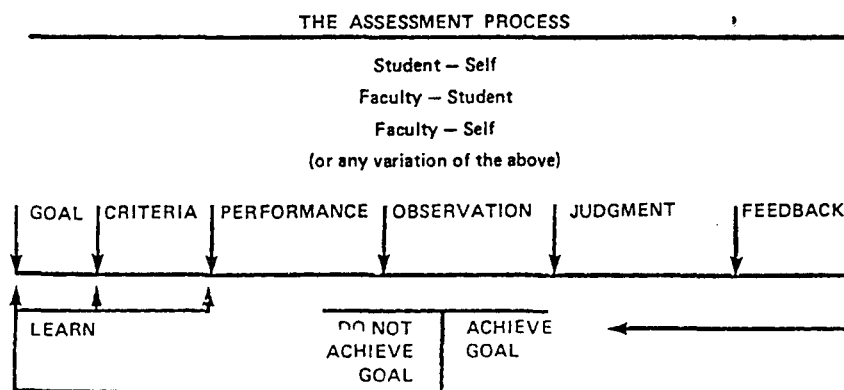 THE ASSESSMENT PROCESS
Student – Self
Faculty – Student
Faculty – Self
(or any variation of the above)
GOAL CRITERIA PERFORMANCE OBSERVATION JUDGMENT FEEDBACK
LEARN DO NOT ACHIEVE
ACHIEVE GOAL
GOAL